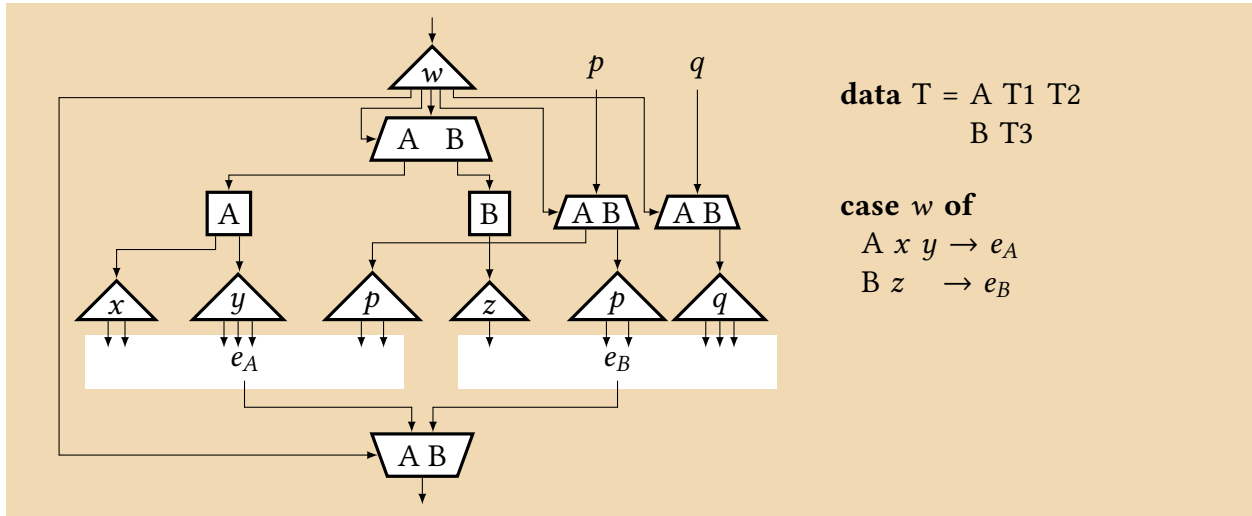 w
p q
A B
A B A B A B
x y p z p q
e_A e_B
A B
data T = A T1 T2
B T3
case w of
A x y → e_A
B z → e_B